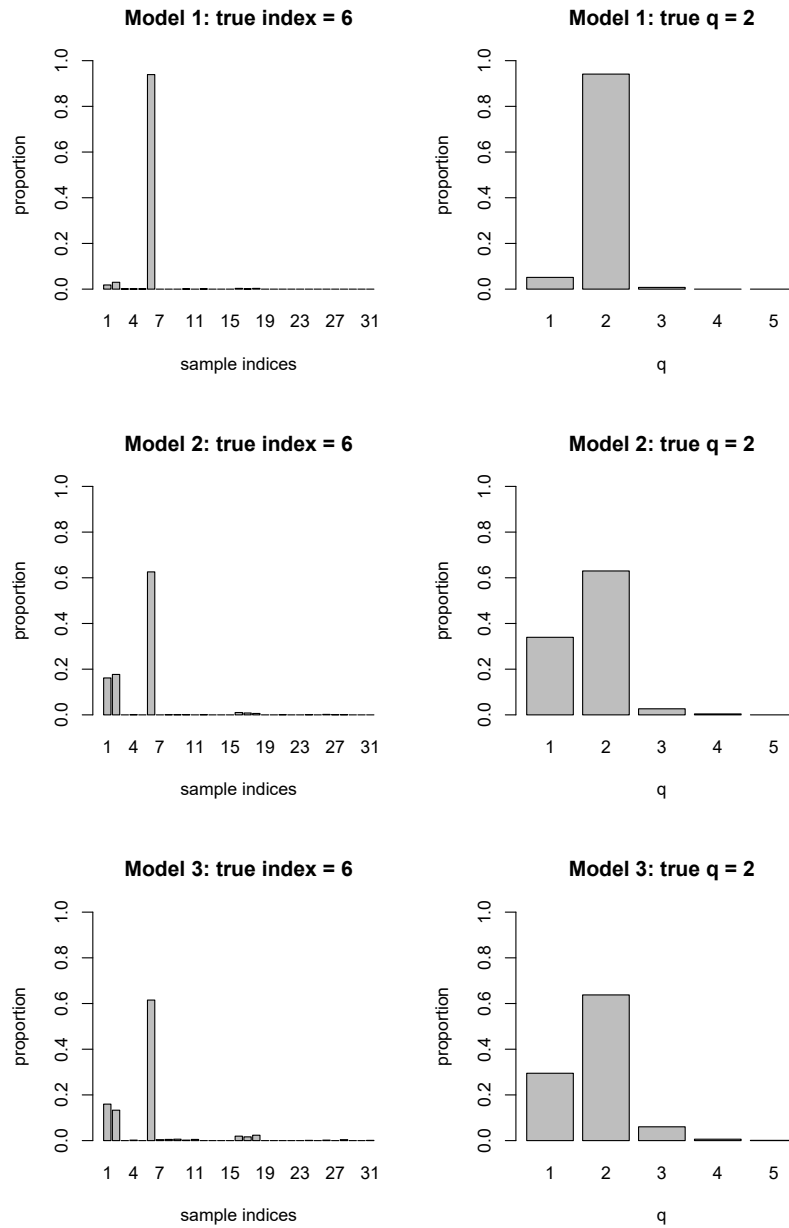 Model 1: true index = 6
proportion
0.0 0.2 0.4 0.6 0.8 1.0
1 4 7 11 15 19 23 27 31
sample indices
Model 1: true q = 2
proportion
0.0 0.2 0.4 0.6 0.8 1.0
1 2 3 4 5
q
Model 2: true index = 6
proportion
0.0 0.2 0.4 0.6 0.8 1.0
1 4 7 11 15 19 23 27 31
sample indices
Model 2: true q = 2
proportion
0.0 0.2 0.4 0.6 0.8 1.0
1 2 3 4 5
q
Model 3: true index = 6
proportion
0.0 0.2 0.4 0.6 0.8 1.0
1 4 7 11 15 19 23 27 31
sample indices
Model 3: true q = 2
proportion
0.0 0.2 0.4 0.6 0.8 1.0
1 2 3 4 5
q